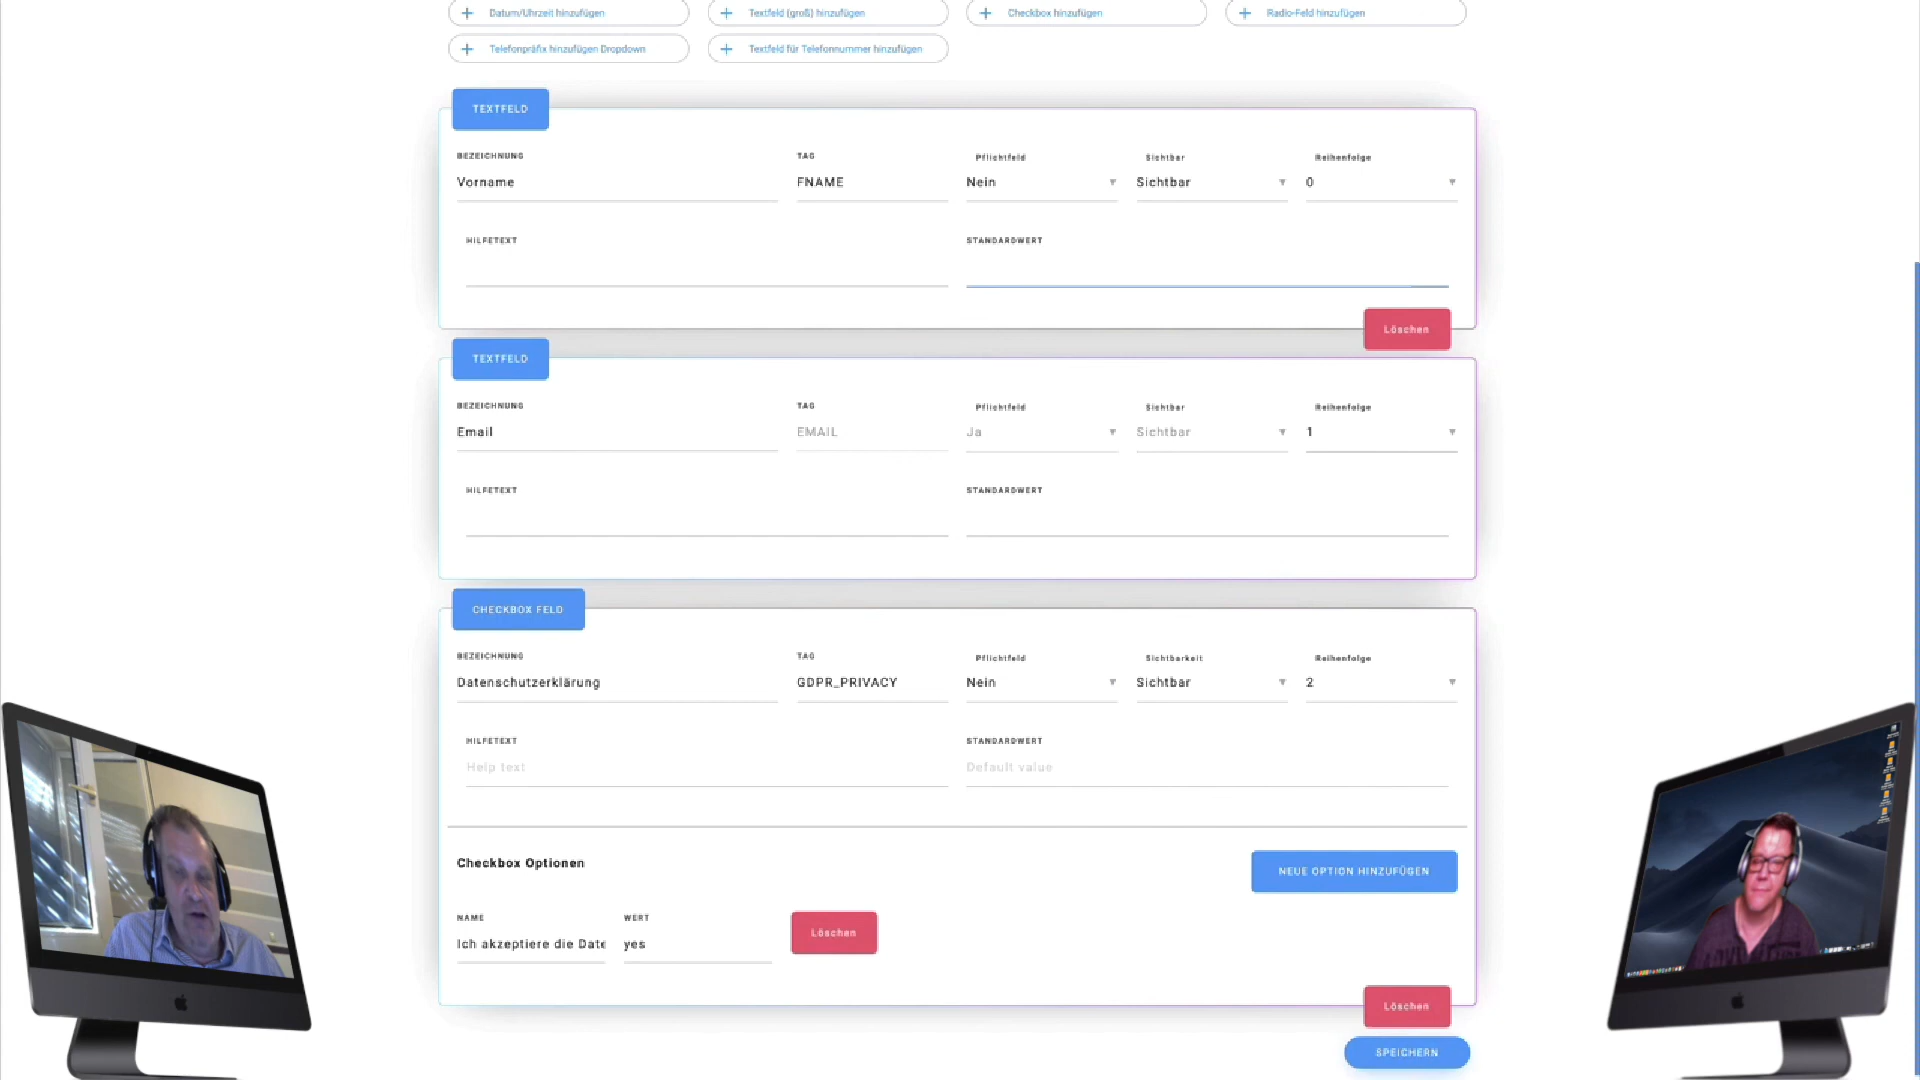 Datum/Uhrzeit hinzufügen
Textfeld (groß) hinzufügen
Checkbox hinzufügen
Radio-Feld hinzufügen
Telefonpräfix hinzufügen Dropdown
Textfeld für Telefonnummer hinzufügen
TEXTFELD
BEZEICHNUNG TAG Pflichtfeld Sichtbar Reihenfolge
Vorname FNAME Nein Sichtbar 0
HILFETEXT STANDARDWERT
Löschen
TEXTFELD
BEZEICHNUNG TAG Pflichtfeld Sichtbar Reihenfolge
Email EMAIL Ja Sichtbar 1
HILFETEXT STANDARDWERT
CHECKBOX FELD
BEZEICHNUNG TAG Pflichtfeld Sichtbarkeit Reihenfolge
Datenschutzerklärung GDPR_PRIVACY Nein Sichtbar 2
HILFETEXT STANDARDWERT
Help text Default value
Checkbox Optionen
NEUE OPTION HINZUFÜGEN
NAME WERT
Ich akzeptiere die Date yes
Löschen
Löschen
SPEICHERN